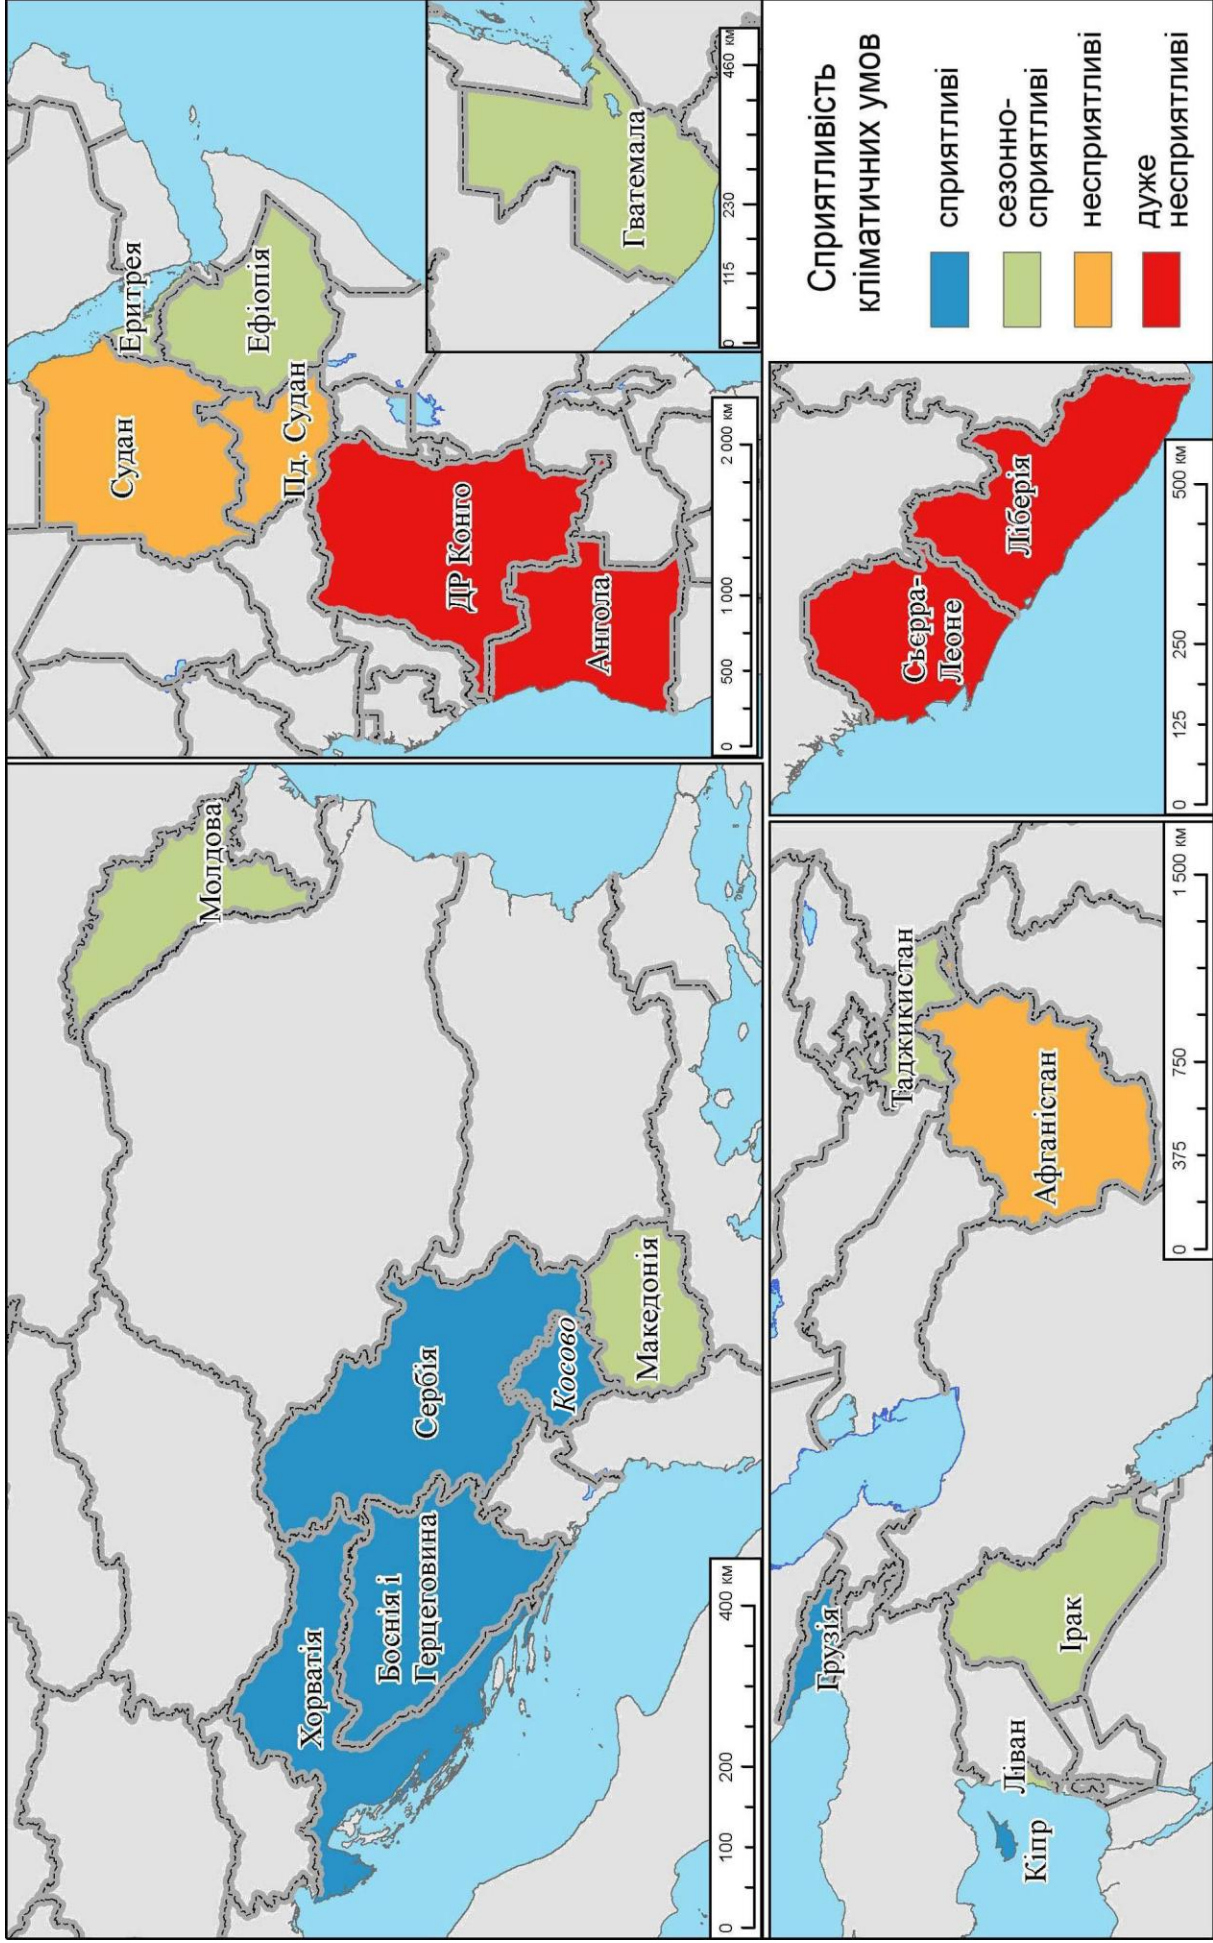 Молдова
Сербія
Косово
Македонія
Хорватія
Боснія і
Герцеговина
0 100 200 400 км
Судан
Еритрея
Ефіопія
Пд. Судан
ДР Конго
Ангола
0 500 1 000 2 000 км
Гватемала
0 115 230 460 км
Грузія
Ліван
Кіпр
Ірак
Таджикистан
Афганістан
0 375 750 1 500 км
Сьєрра-
Леоне
Ліберія
0 125 250 500 км
Сприятливість
кліматичних умов
сприятливі
сезонно-
сприятливі
несприятливі
дуже
несприятливі